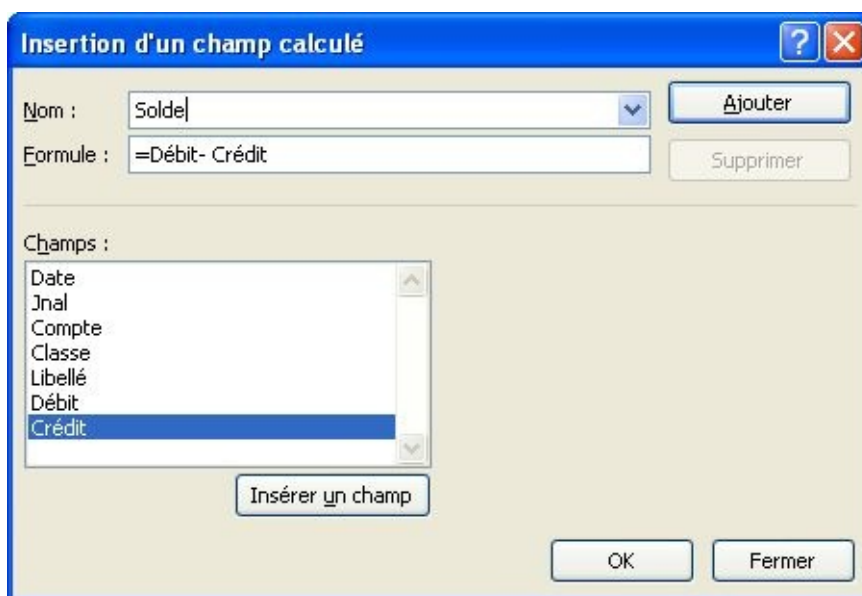 Insertion d'un champ calculé
Nom :
Solde
Ajouter
Formule :
=Débit- Crédit
Supprimer
Champs :
Date
Jnal
Compte
Classe
Libellé
Débit
Crédit
Insérer un champ
OK
Fermer